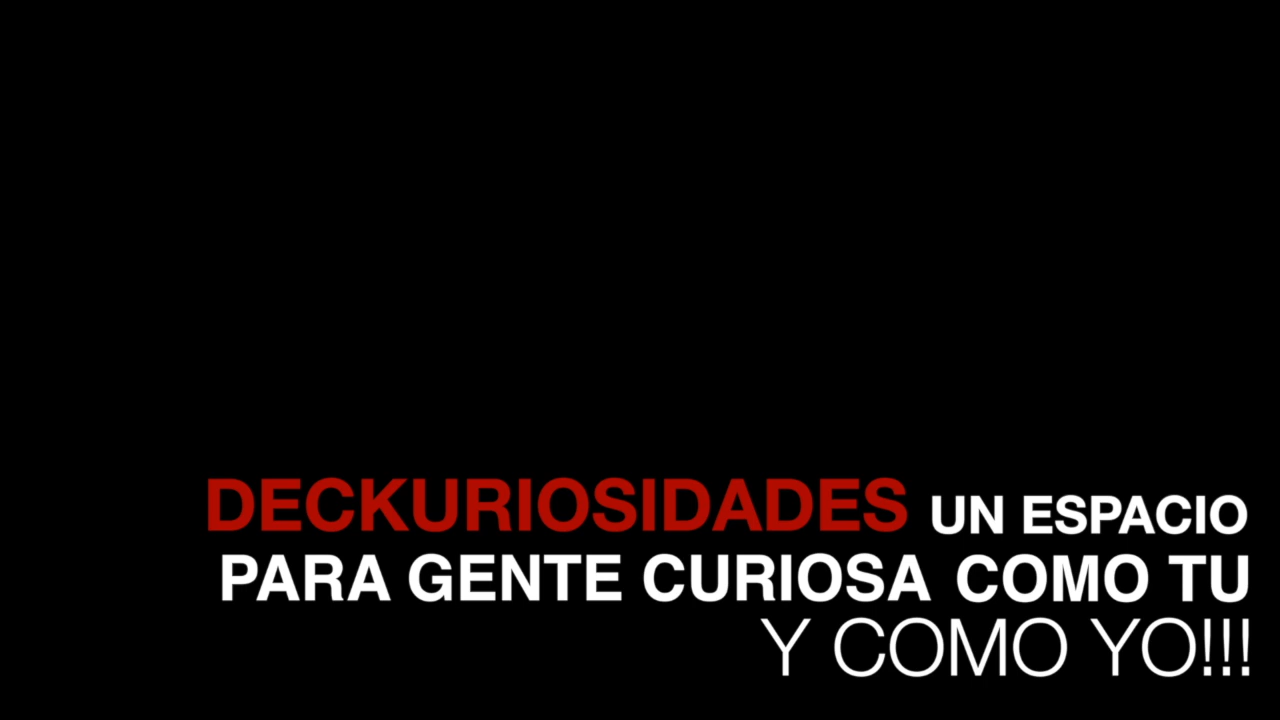 DECKURIOSIDADES UN ESPACIO
PARA GENTE CURIOSA COMO TU
Y COMO YO!!!